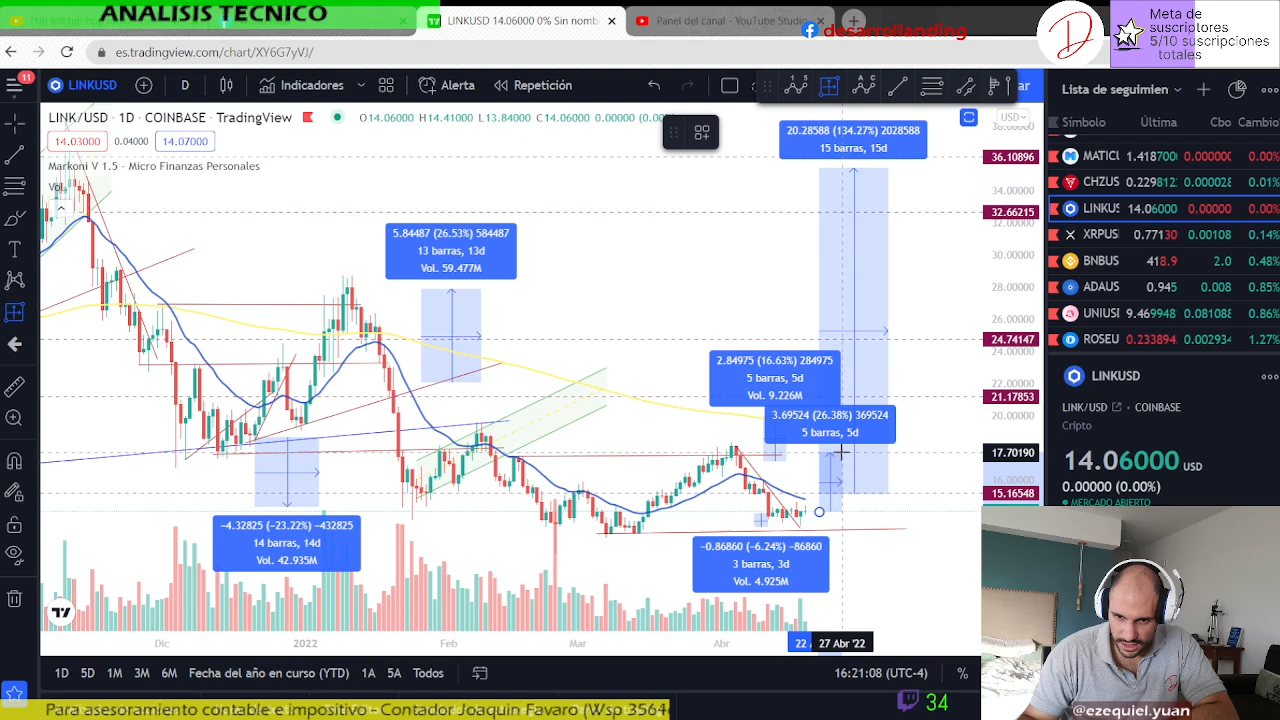 ANALISIS TECNICO
LINKUSD 14.06000 0% Sin nomb
Panel del canal - YouTube Studio
desarrollanding
Meta de
suscripciones
5/10 suscripciones
totales
es.tradingview.com/chart/XY6G7yVJ/
11
LINKUSD
D
Indicadores
Alerta
Repetición
ar
Lista de seguimien
LINK/USD · 1D · COINBASE · TradingView
O14.06000 H14.41000 L13.84000 C14.06000 0.00000 (0.00
USD
14.03000
0.04000
14.07000
Markoni V 1.5 - Micro Finanzas Personales
Vol.
Símbolo
Última
Cbo
Cambio%
MATICU 1.418700 0.000000 0.00%
CHZUS 0.229812 0.000028 0.01%
LINKUS 14.06000 0.00000 0.00%
XRPUS 0.77130 0.00108 0.14%
BNBUS 418.9 2.0 0.48%
ADAUS 0.945 0.008 0.85%
UNIUSI 9.469948 0.081088 0.86%
ROSEU 0.233894 0.002934 1.27%
20.28588 (134.27%) 2028588
15 barras, 15d
5.84487 (26.53%) 584487
13 barras, 13d
Vol. 59.477M
2.84975 (16.63%) 284975
5 barras, 5d
Vol. 9.226M
3.69524 (26.38%) 369524
5 barras, 5d
−4.32825 (−23.22%) −432825
14 barras, 14d
Vol. 42.935M
−0.86860 (−6.24%) −86860
3 barras, 3d
Vol. 4.925M
36.10896
34.00000
32.66215
32.00000
30.00000
28.00000
26.00000
24.74147
24.00000
22.00000
21.17853
20.00000
17.70190
16.00000
15.16548
LINKUSD
LINK/USD
COINBASE
Cripto
14.06000 USD
0.00000 (0.00%)
MERCADO ABIERTO
Dic
2022
Feb
Mar
Abr
22
27 Abr '22
1D 5D 1M 3M 6M Fecha del año en curso (YTD) 1A 5A Todos
16:21:08 (UTC-4)
%
Para asesoramiento contable e impositivo - Contador Joaquin Favaro (Wsp 3564
34
@ezequiel.yuan